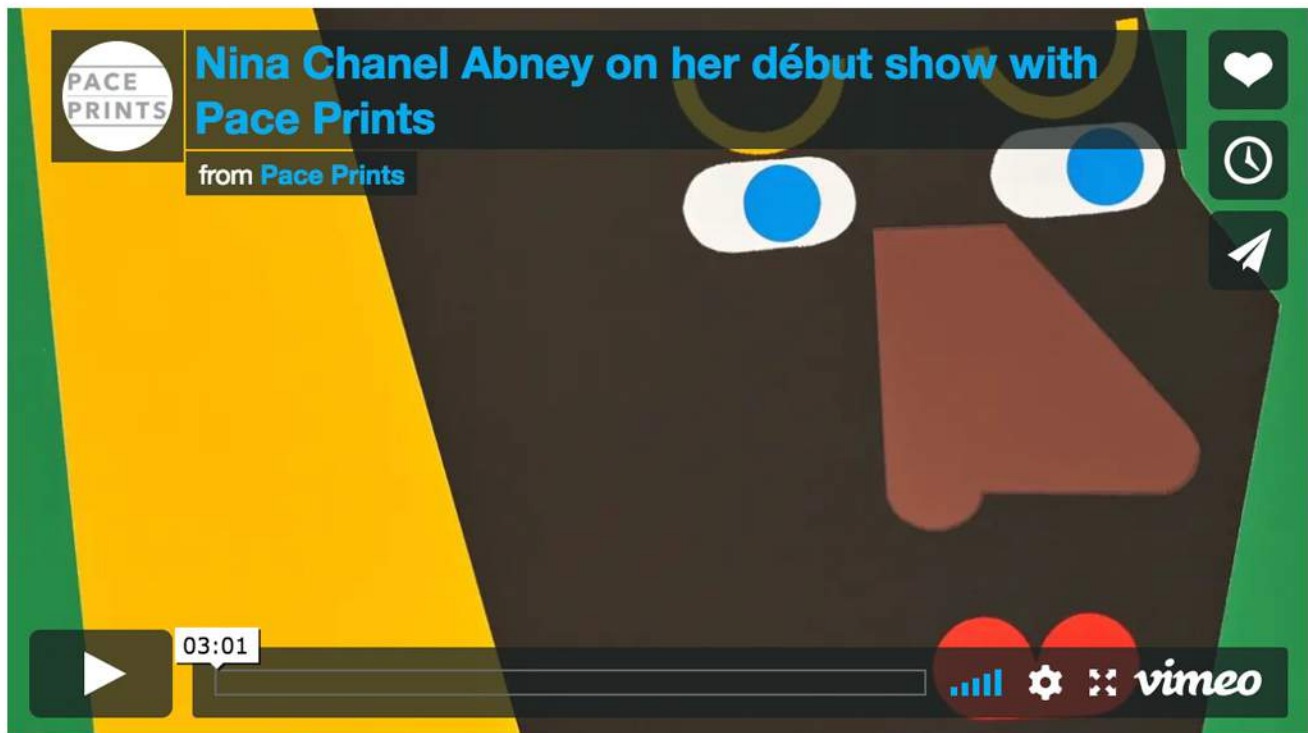 PACE
PRINTS
Nina Chanel Abney on her début show with
Pace Prints
from Pace Prints
03:01
vimeo